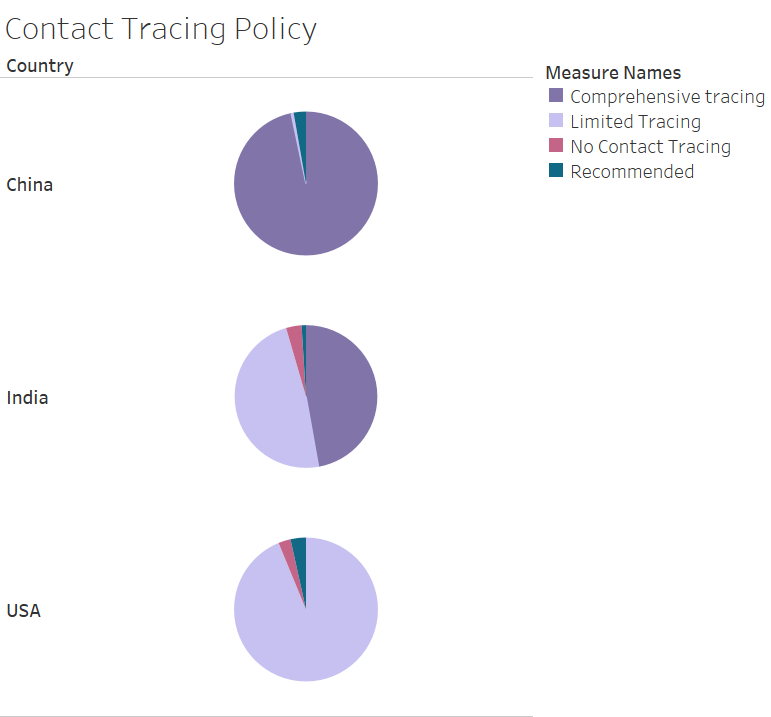 Contact Tracing Policy
Country
Measure Names
Comprehensive tracing
Limited Tracing
No Contact Tracing
Recommended
China
India
USA